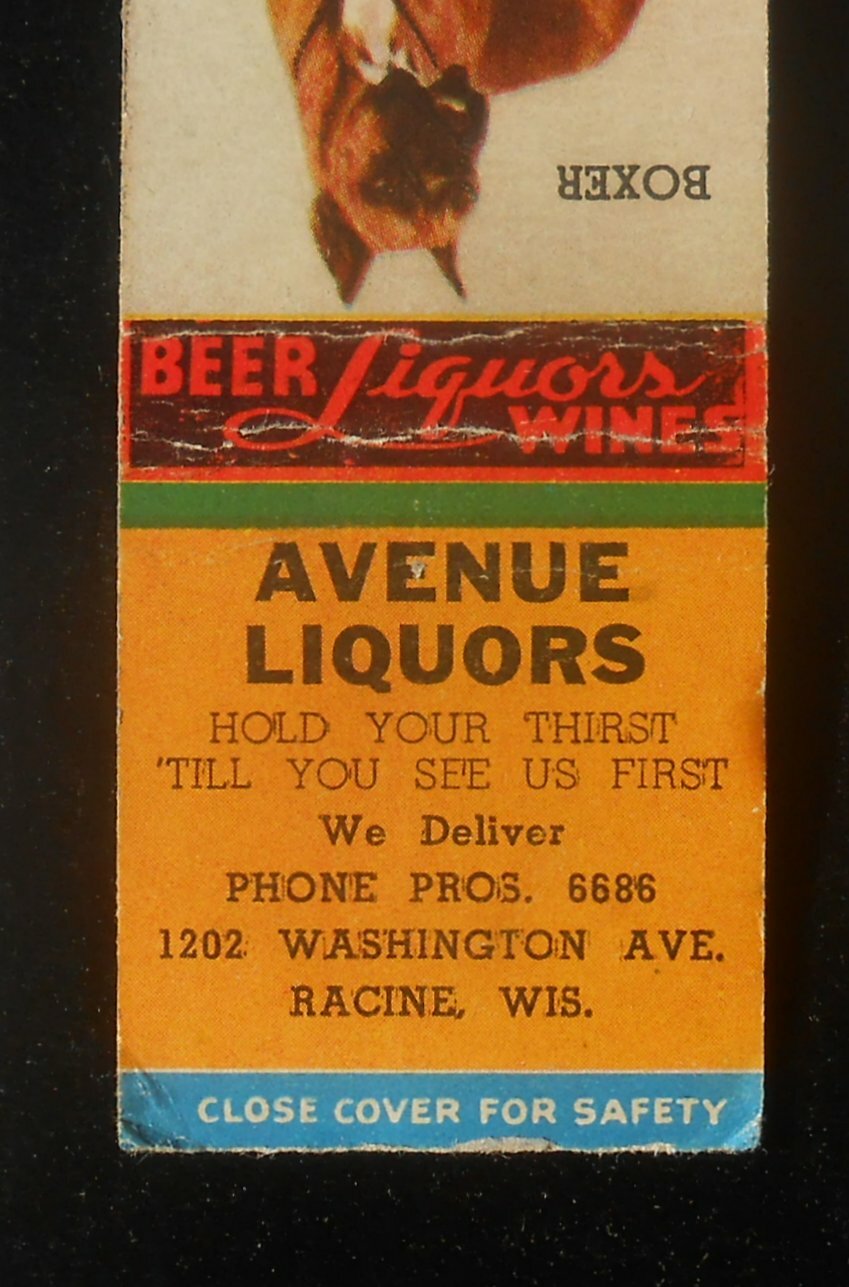 BOXER
BEER Liquors
WINES
AVENUE
LIQUORS
HOLD YOUR THIRST
'TILL YOU SEE US FIRST
We Deliver
PHONE PROS. 6686
1202 WASHINGTON AVE.
RACINE, WIS.
CLOSE COVER FOR SAFETY